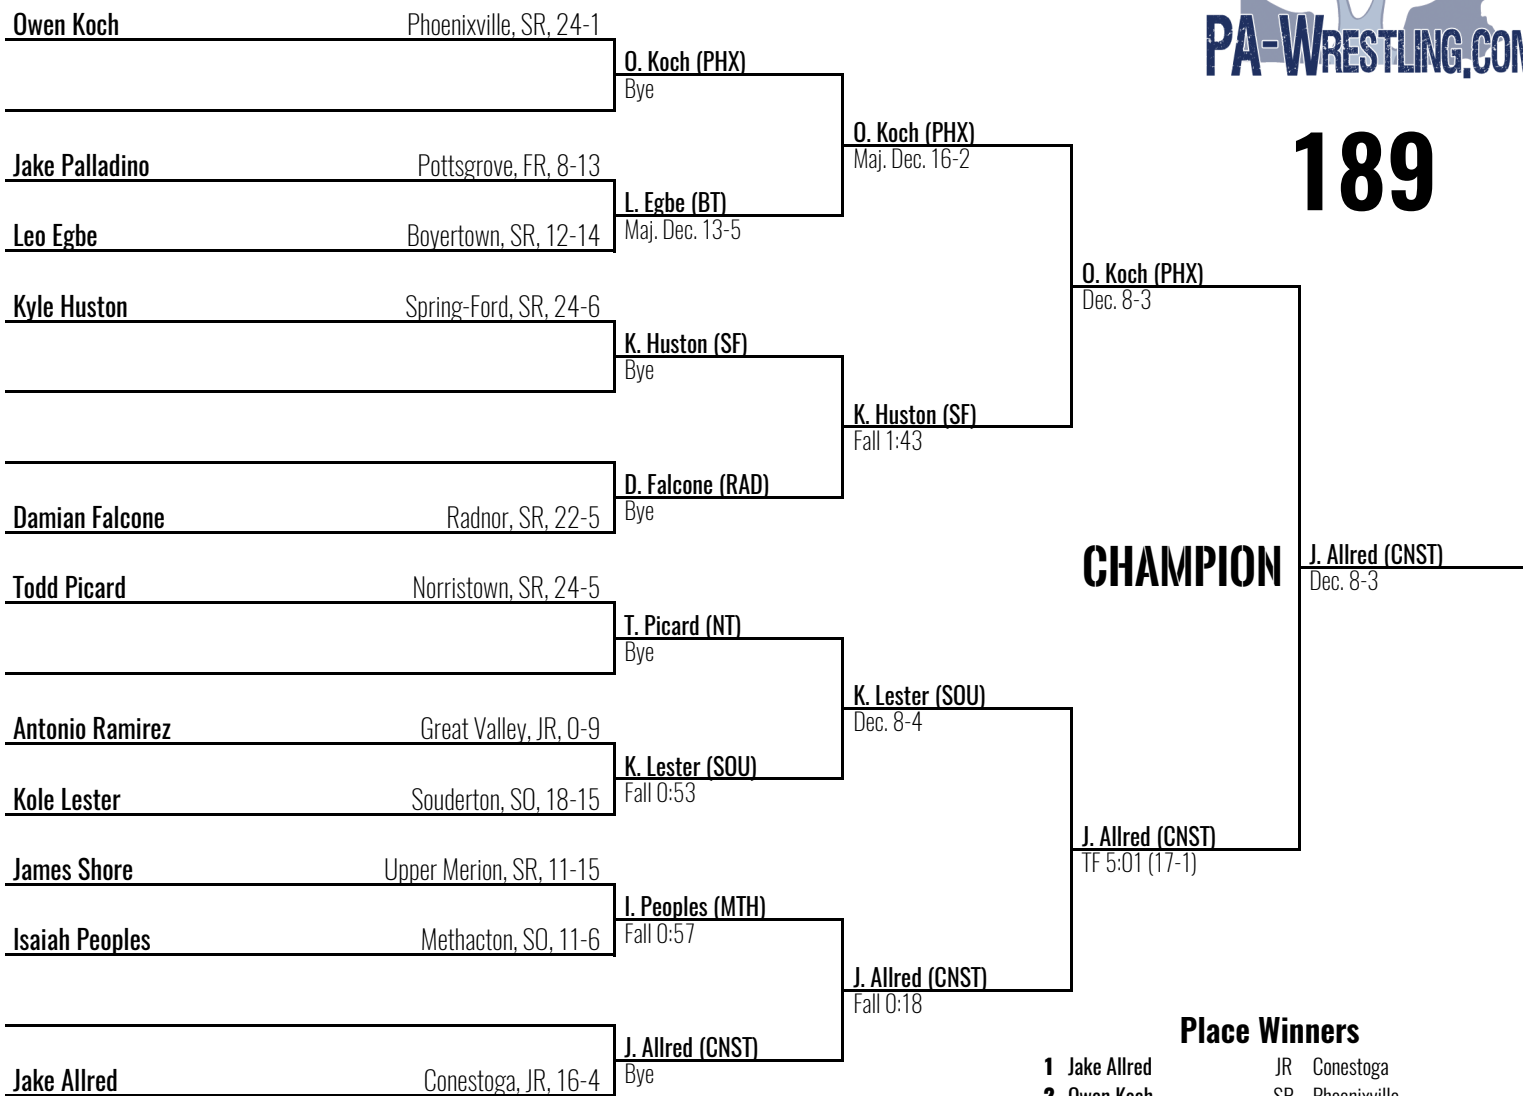 PA-WRESTLING.COM
189
Owen Koch Phoenixville, SR, 24-1
O. Koch (PHX)
Bye
O. Koch (PHX)
Maj. Dec. 16-2
Jake Palladino Pottsgrove, FR, 8-13
L. Egbe (BT)
Maj. Dec. 13-5
Leo Egbe Boyertown, SR, 12-14
O. Koch (PHX)
Dec. 8-3
Kyle Huston Spring-Ford, SR, 24-6
K. Huston (SF)
Bye
K. Huston (SF)
Fall 1:43
D. Falcone (RAD)
Bye
Damian Falcone Radnor, SR, 22-5
CHAMPION
J. Allred (CNST)
Dec. 8-3
Todd Picard Norristown, SR, 24-5
T. Picard (NT)
Bye
K. Lester (SOU)
Dec. 8-4
Antonio Ramirez Great Valley, JR, 0-9
K. Lester (SOU)
Fall 0:53
Kole Lester Souderton, SO, 18-15
J. Allred (CNST)
TF 5:01 (17-1)
James Shore Upper Merion, SR, 11-15
I. Peoples (MTH)
Fall 0:57
Isaiah Peoples Methacton, SO, 11-6
J. Allred (CNST)
Fall 0:18
J. Allred (CNST)
Bye
Jake Allred Conestoga, JR, 16-4
Place Winners
1 Jake Allred JR Conestoga
2 Owen Koch SR Phoenixville